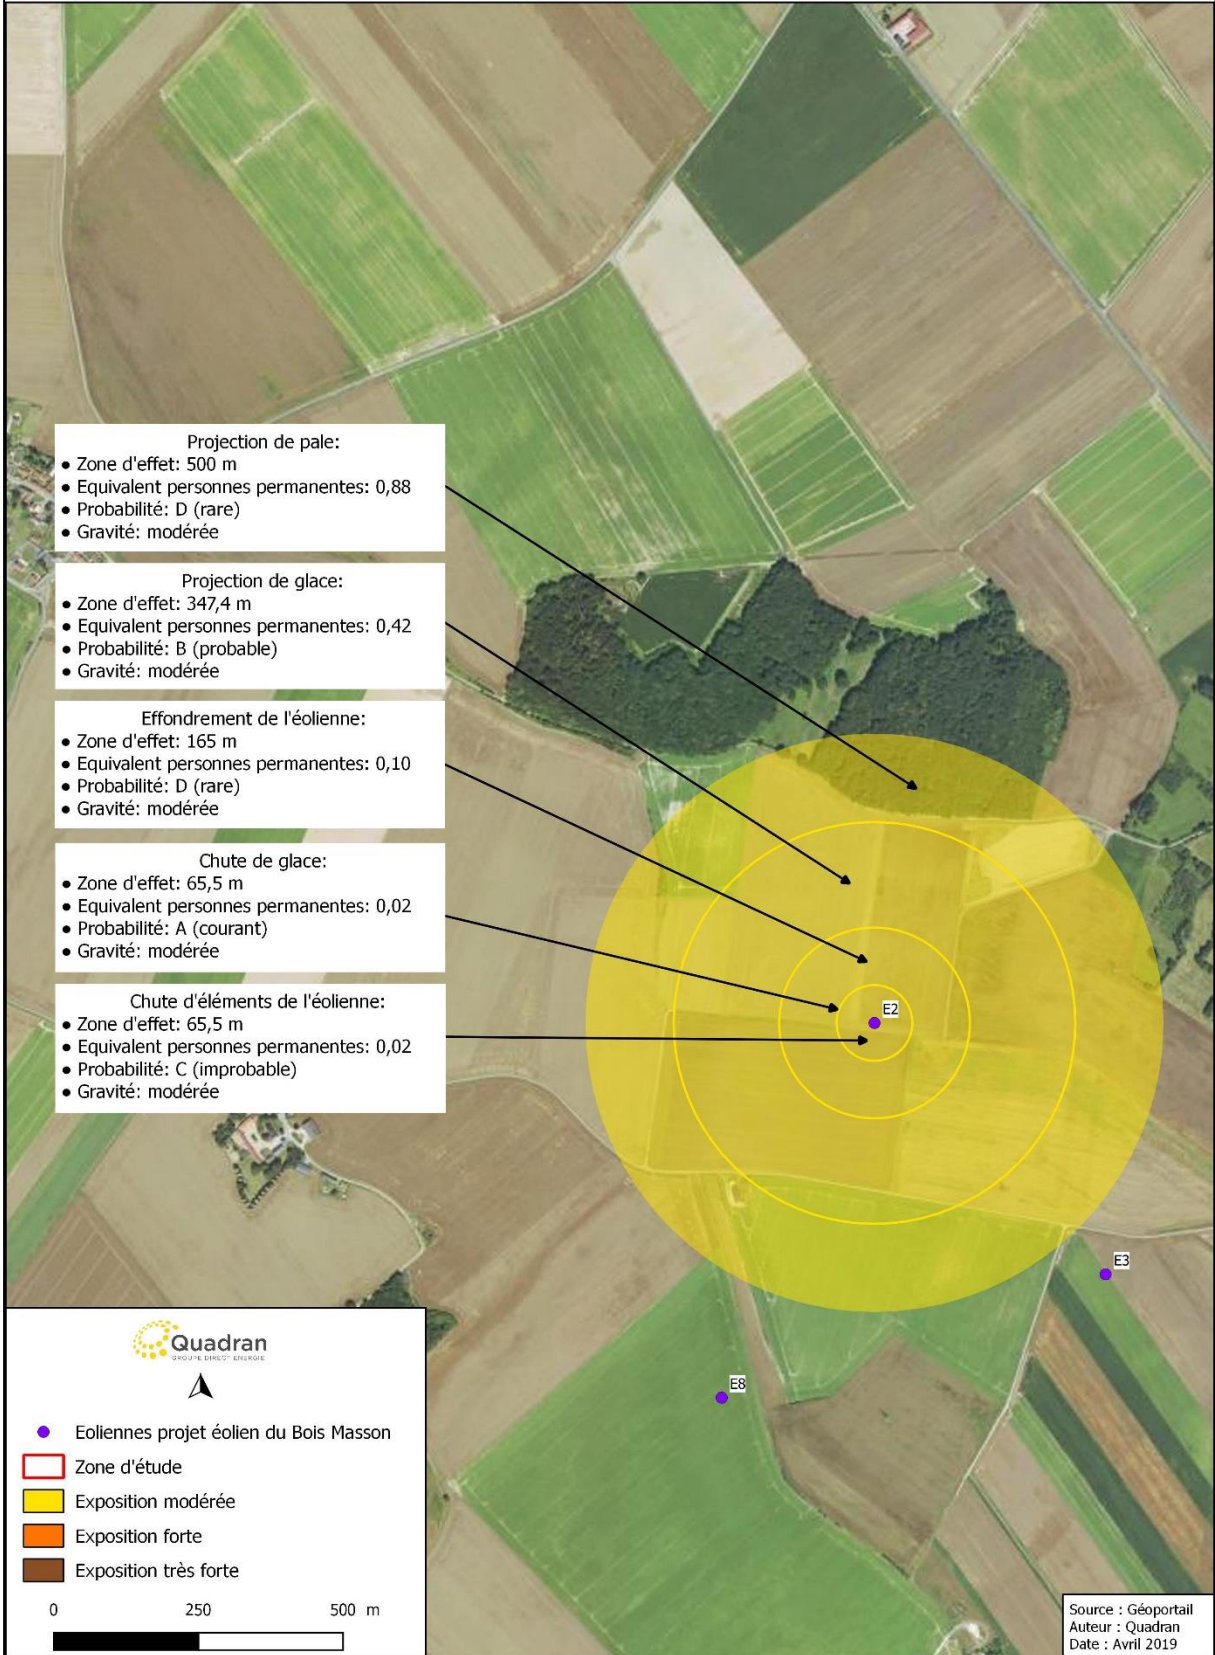 Projection de pale:
• Zone d'effet: 500 m
• Equivalent personnes permanentes: 0,88
• Probabilité: D (rare)
• Gravité: modérée
Projection de glace:
• Zone d'effet: 347,4 m
• Equivalent personnes permanentes: 0,42
• Probabilité: B (probable)
• Gravité: modérée
Effondrement de l'éolienne:
• Zone d'effet: 165 m
• Equivalent personnes permanentes: 0,10
• Probabilité: D (rare)
• Gravité: modérée
Chute de glace:
• Zone d'effet: 65,5 m
• Equivalent personnes permanentes: 0,02
• Probabilité: A (courant)
• Gravité: modérée
Chute d'éléments de l'éolienne:
• Zone d'effet: 65,5 m
• Equivalent personnes permanentes: 0,02
• Probabilité: C (improbable)
• Gravité: modérée
E2
E3
E8
Quadran
GROUPE DIRECT ENERGIE
Eoliennes projet éolien du Bois Masson
Zone d'étude
Exposition modérée
Exposition forte
Exposition très forte
0 250 500 m
Source : Géoportail
Auteur : Quadran
Date : Avril 2019